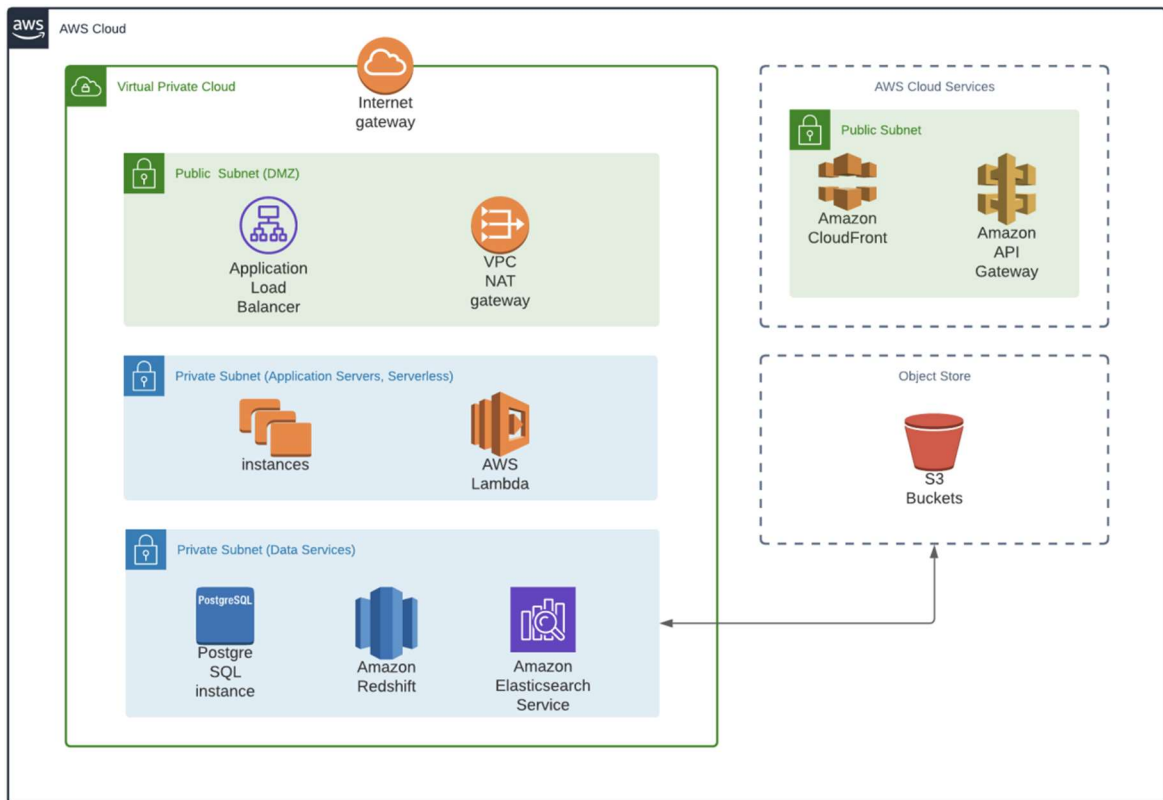 aws
AWS Cloud
Virtual Private Cloud
Internet
gateway
Public Subnet (DMZ)
Application
Load
Balancer
VPC
NAT
gateway
Private Subnet (Application Servers, Serverless)
instances
AWS
Lambda
Private Subnet (Data Services)
PostgreSQL
Postgre
SQL
instance
Amazon
Redshift
Amazon
Elasticsearch
Service
AWS Cloud Services
Public Subnet
Amazon
CloudFront
Amazon
API
Gateway
Object Store
S3
Buckets